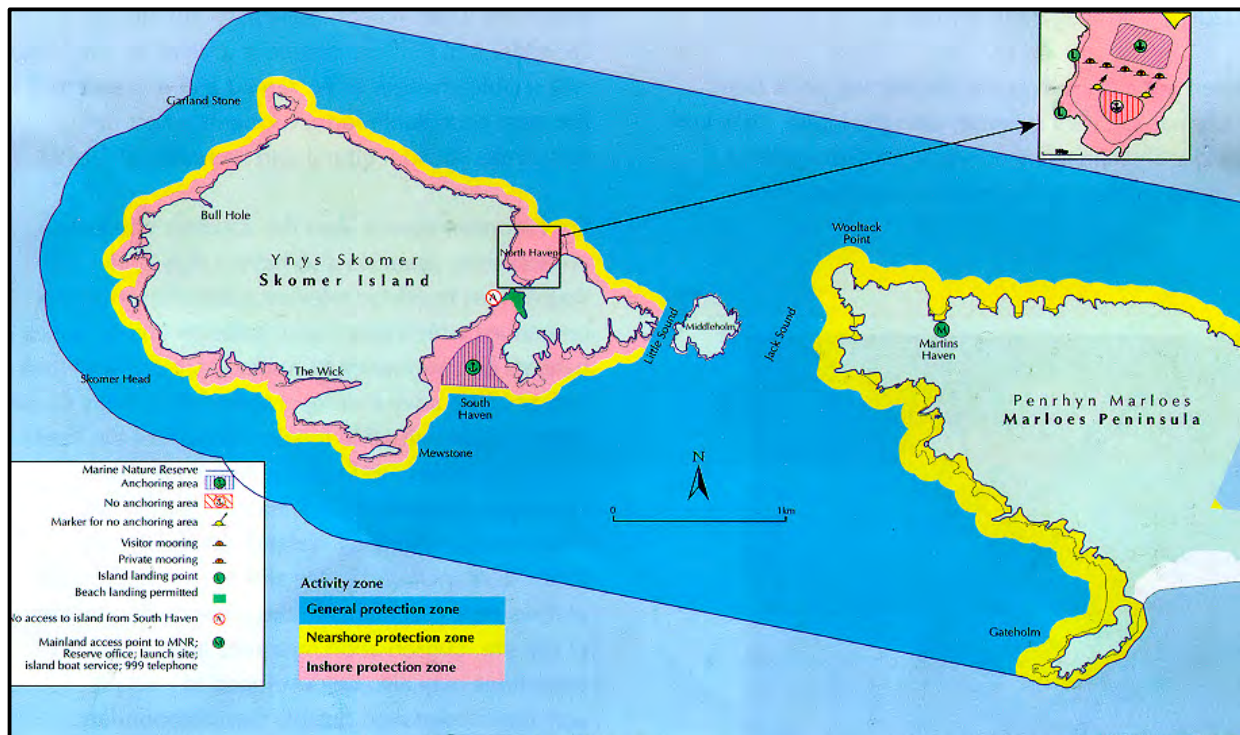 Garland Stone
Bull Hole
Ynys Skomer
Skomer Island
North Haven
Skomer Head
The Wick
South
Haven
Mewstone
Little Sound
Middleholm
Jack Sound
Wooltack
Point
L
L
M
Martins
Haven
Penrhyn Marloes
Marloes Peninsula
Gateholm
N
0
1km
A
Marine Nature Reserve
Anchoring area
No anchoring area
Marker for no anchoring area
Visitor mooring
Private mooring
Island landing point
L
Beach landing permitted
No access to island from South Haven
A
Mainland access point to MNR;
M
Reserve office; launch site;
island boat service; 999 telephone
Activity zone
General protection zone
Nearshore protection zone
Inshore protection zone